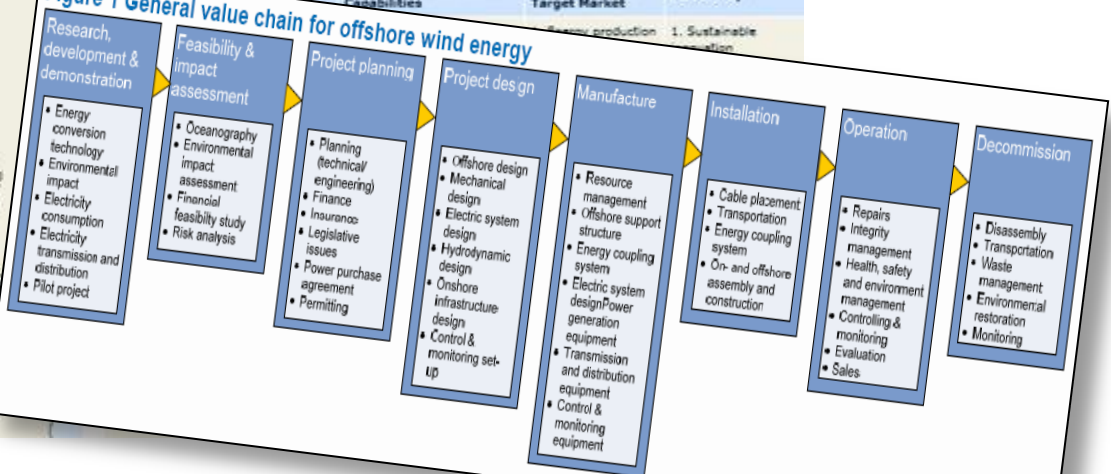 Capabilities
Target Market
Energy production
1. Sustainable
Figure 1 General value chain for offshore wind energy
Research,
development &
demonstration
• Energy
conversion
technology
• Environmental
impact
• Electricity
consumption
• Electricity
transmission and
distribution
• Pilot project
Feasibility &
impact
assessment
• Oceanography
• Environmental
impact
assessment
• Financial
feasibilty study
• Risk analysis
Project planning
• Planning
(technical/
engineering)
• Finance
• Insurance
• Legislative
issues
• Power purchase
agreement
• Permitting
Project design
• Offshore design
• Mechanical
design
• Electric system
design
• Hydrodynamic
design
• Onshore
infrastructure
design
• Control &
monitoring set-
up
Manufacture
• Resource
management
• Offshore support
structure
• Energy coupling
system
• Electric system
designPower
generation
equipment
• Transmission
and distribution
equipment
• Control &
monitoring
equipment
Installation
• Cable placement
• Transportation
• Energy coupling
system
• On- and offshore
assembly and
construction
Operation
• Repairs
• Integrity
management
• Health, safety
and environment
management
• Controlling &
monitoring
• Evaluation
• Sales
Decommission
• Disassembly
• Transportation
• Waste
management
• Environmental
restoration
• Monitoring